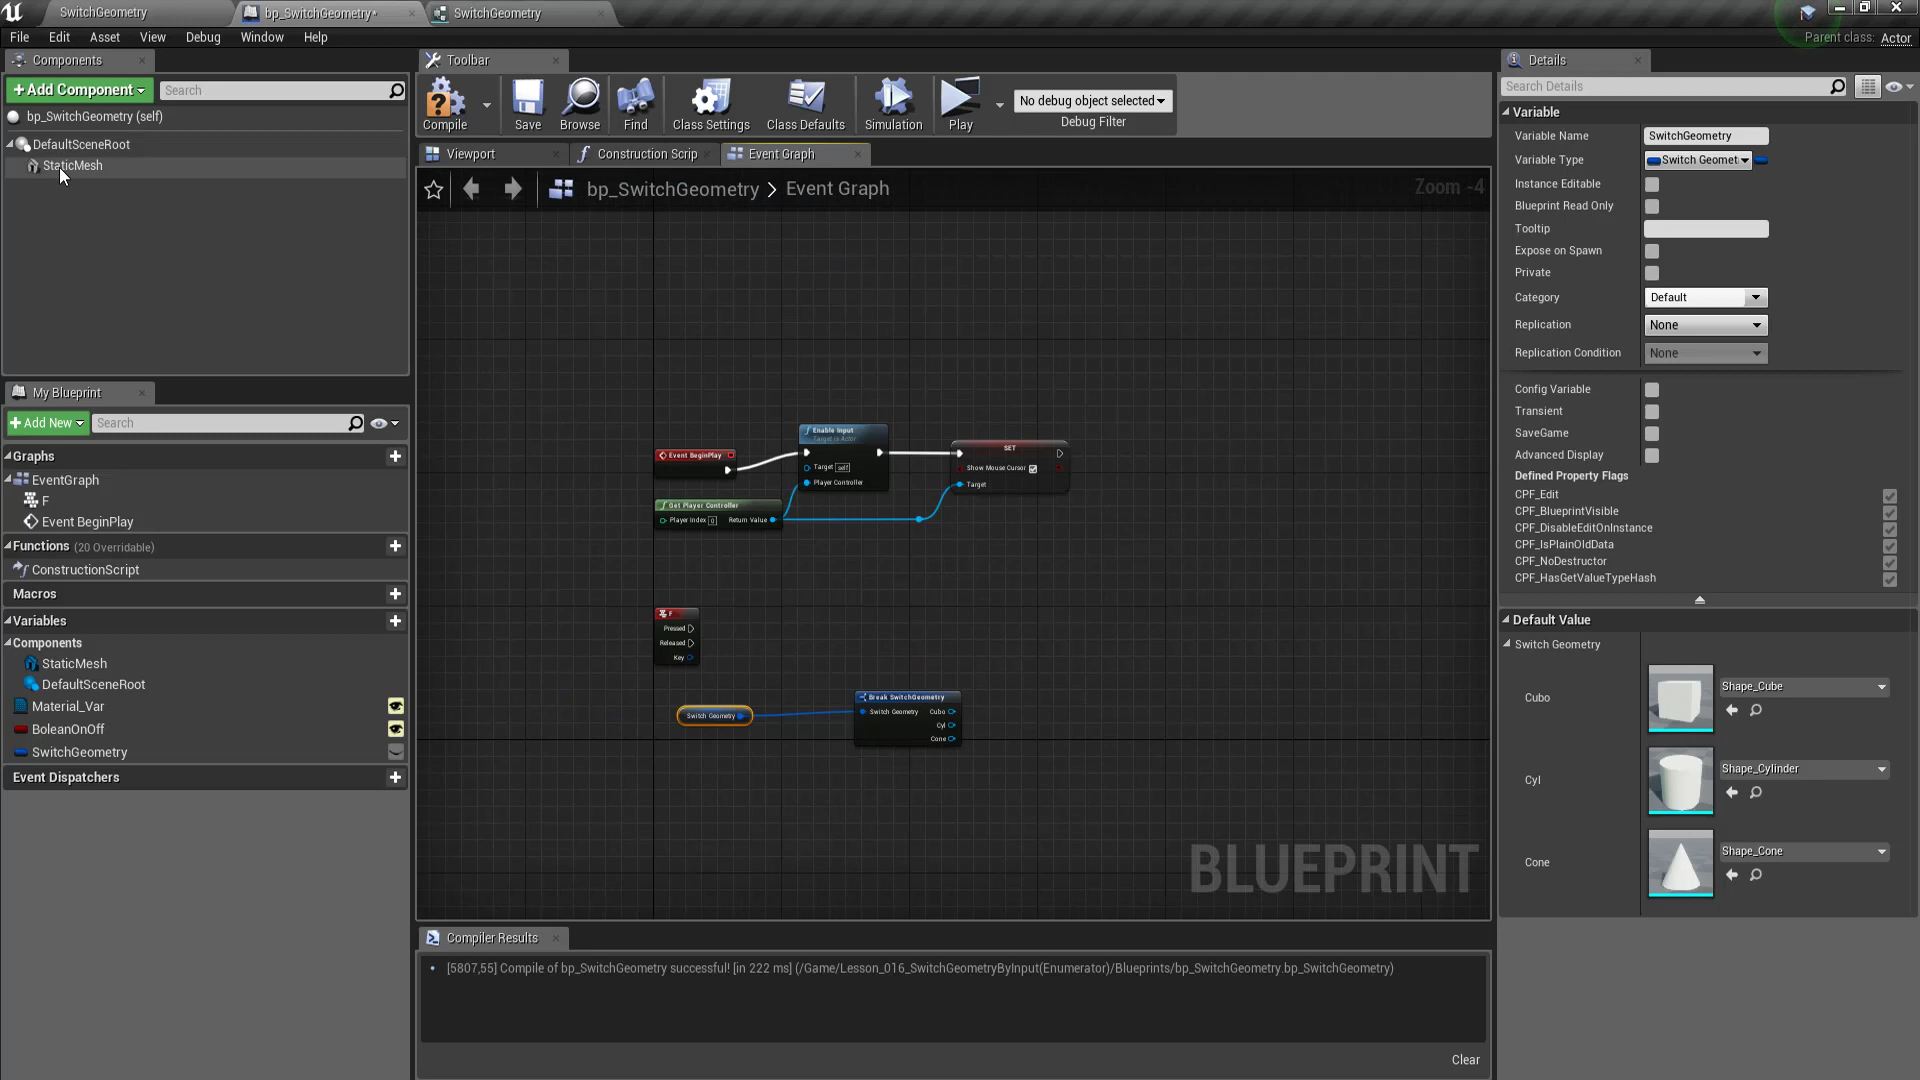 SwitchGeometry
bp_SwitchGeometry*
SwitchGeometry
File Edit Asset View Debug Window Help
Parent class: Actor
Components
+Add Component
Search
bp_SwitchGeometry (self)
DefaultSceneRoot
StaticMesh
My Blueprint
+Add New
Search
Graphs
EventGraph
F
Event BeginPlay
Functions (20 Overridable)
ConstructionScript
Macros
Variables
Components
StaticMesh
DefaultSceneRoot
Material_Var
BoleanOnOff
SwitchGeometry
Event Dispatchers
Toolbar
Compile
Save
Browse
Find
Class Settings
Class Defaults
Simulation
Play
No debug object selected
Debug Filter
Viewport
Construction Scrip
Event Graph
bp_SwitchGeometry > Event Graph
Zoom -4
Event BeginPlay
Enable Input
Target is Actor
Target self
Player Controller
SET
Show Mouse Cursor
Target
Get Player Controller
Player Index 0 Return Value
F
Pressed
Released
Key
Switch Geometry
Break SwitchGeometry
Switch Geometry Cubo
Cyl
Cone
BLUEPRINT
Compiler Results
[5807,55] Compile of bp_SwitchGeometry successful! [in 222 ms] (/Game/Lesson_016_SwitchGeometryByInput(Enumerator)/Blueprints/bp_SwitchGeometry.bp_SwitchGeometry)
Clear
Details
Search Details
Variable
Variable Name SwitchGeometry
Variable Type Switch Geomet
Instance Editable
Blueprint Read Only
Tooltip
Expose on Spawn
Private
Category Default
Replication None
Replication Condition None
Config Variable
Transient
SaveGame
Advanced Display
Defined Property Flags
CPF_Edit
CPF_BlueprintVisible
CPF_DisableEditOnInstance
CPF_IsPlainOldData
CPF_NoDestructor
CPF_HasGetValueTypeHash
Default Value
Switch Geometry
Cubo Shape_Cube
Cyl Shape_Cylinder
Cone Shape_Cone